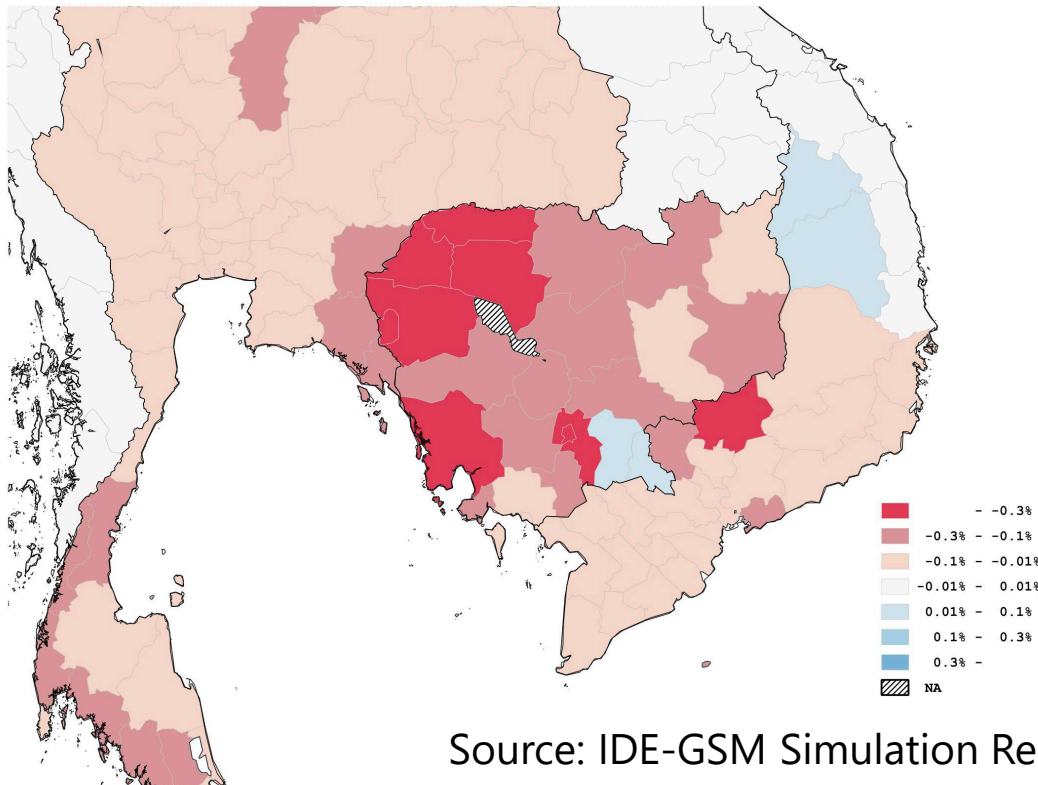 - -0.3%
-0.3% - -0.1%
-0.1% - -0.01%
-0.01% - 0.01%
0.01% - 0.1%
0.1% - 0.3%
0.3% -
NA
Source: IDE-GSM Simulation Re